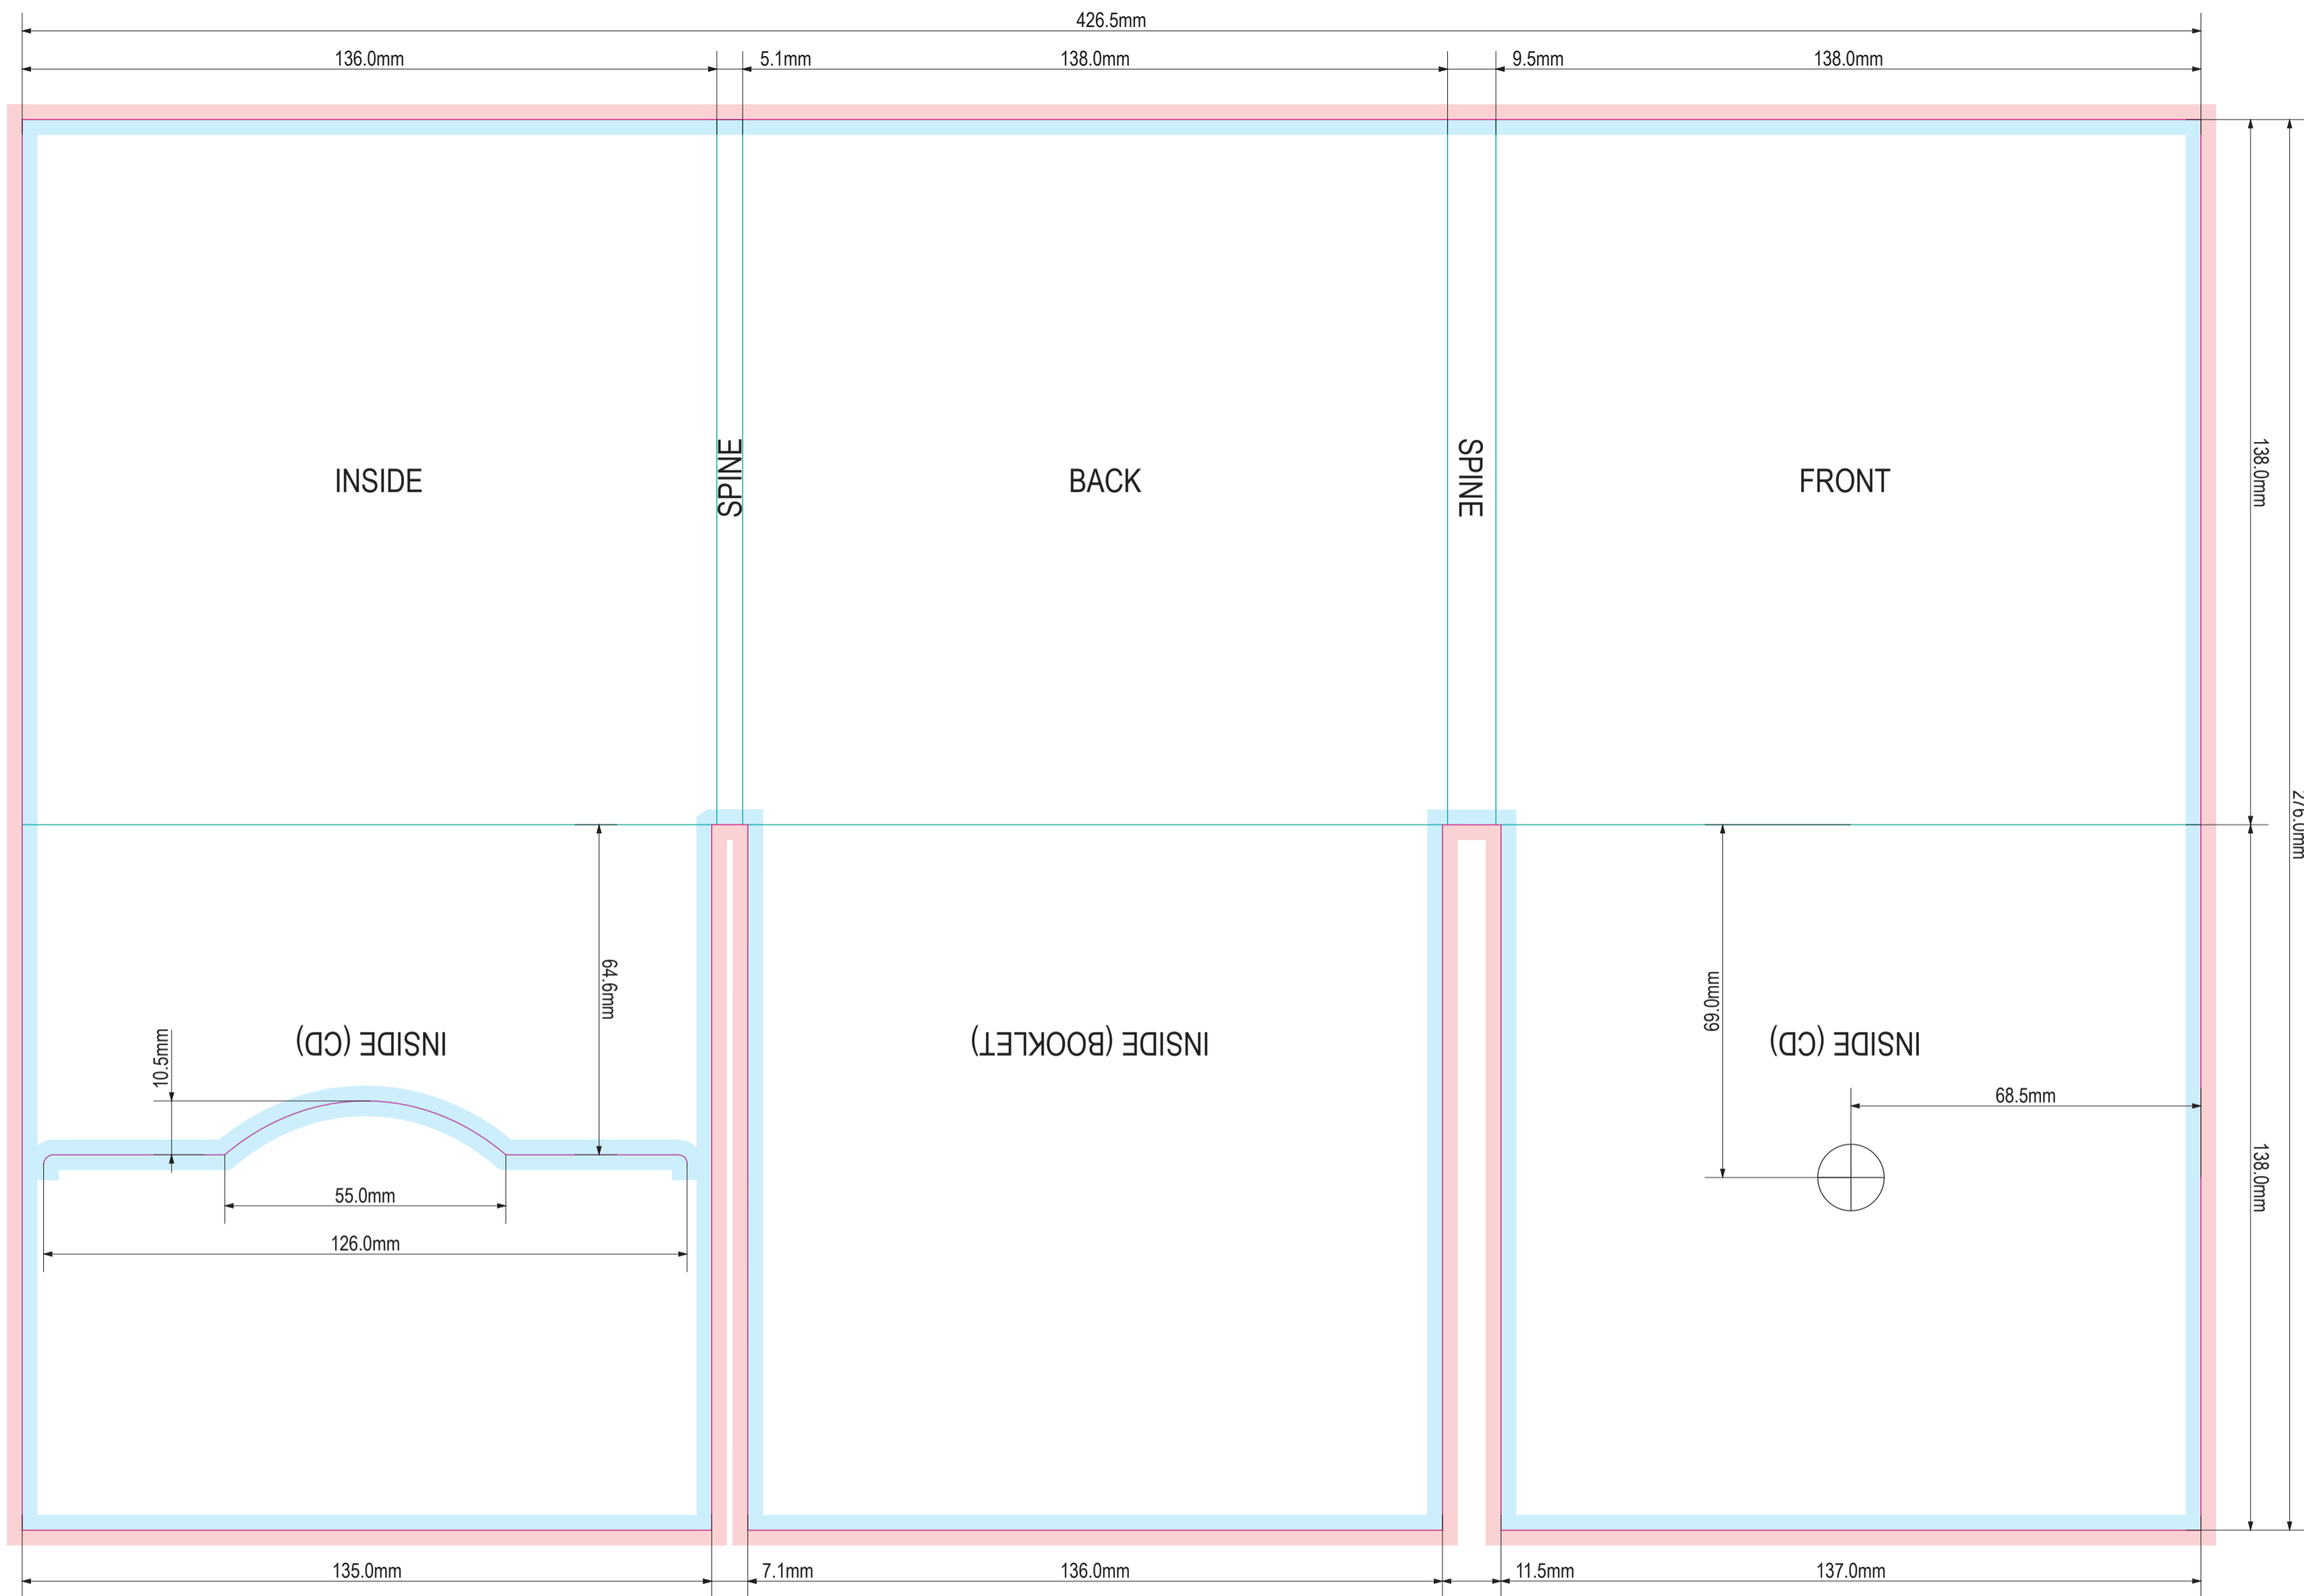 426.5mm
136.0mm
5.1mm
138.0mm
9.5mm
138.0mm
INSIDE
SPINE
BACK
SPINE
FRONT
138.0mm
276.0mm
64.6mm
69.0mm
10.5mm
INSIDE (CD)
INSIDE (BOOKLET)
INSIDE (CD)
68.5mm
138.0mm
55.0mm
126.0mm
135.0mm
7.1mm
136.0mm
11.5mm
137.0mm